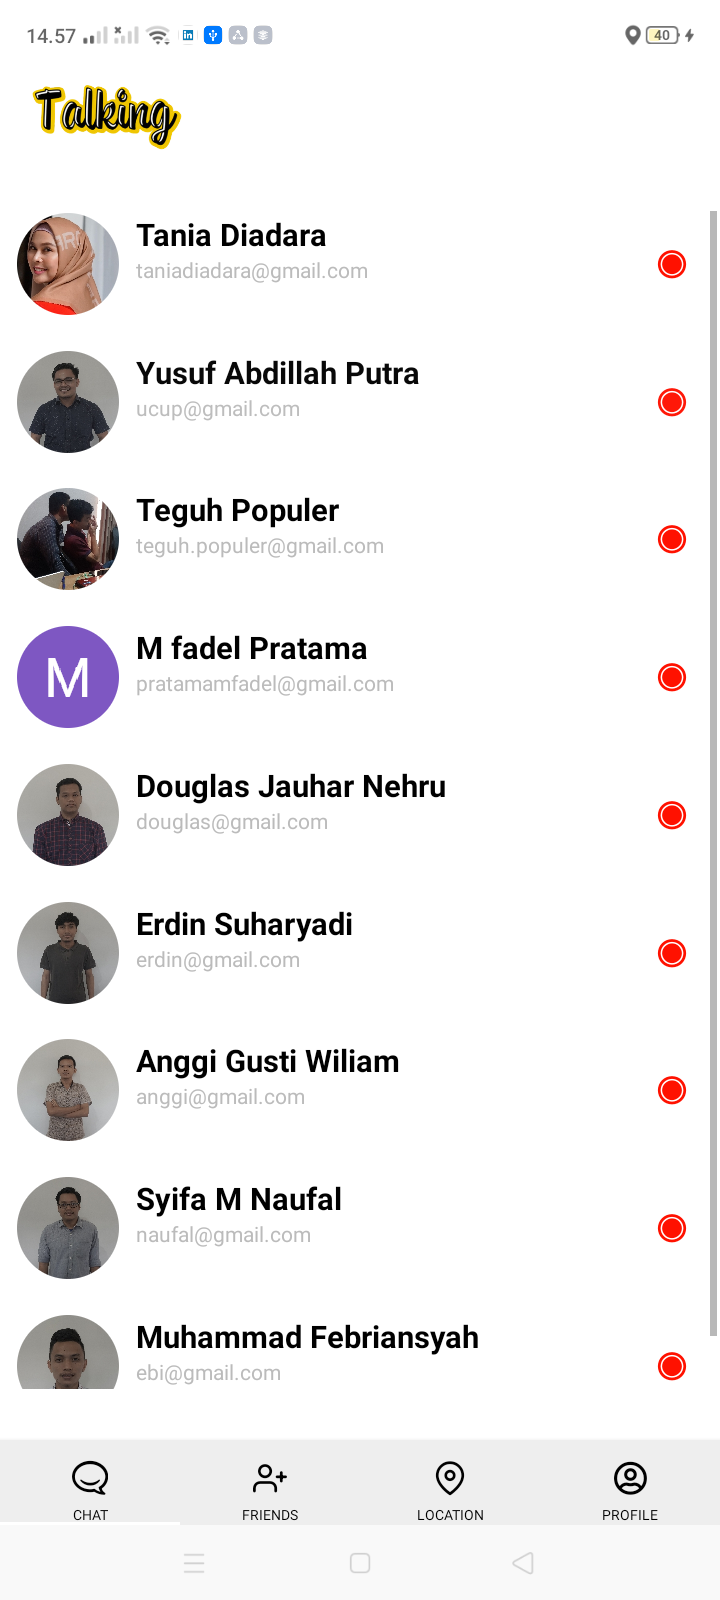 14.57
40
Talking
Tania Diadara
taniadiadara@gmail.com
Yusuf Abdillah Putra
ucup@gmail.com
Teguh Populer
teguh.populer@gmail.com
M
M fadel Pratama
pratamamfadel@gmail.com
Douglas Jauhar Nehru
douglas@gmail.com
Erdin Suharyadi
erdin@gmail.com
Anggi Gusti Wiliam
anggi@gmail.com
Syifa M Naufal
naufal@gmail.com
Muhammad Febriansyah
ebi@gmail.com
CHAT
FRIENDS
LOCATION
PROFILE